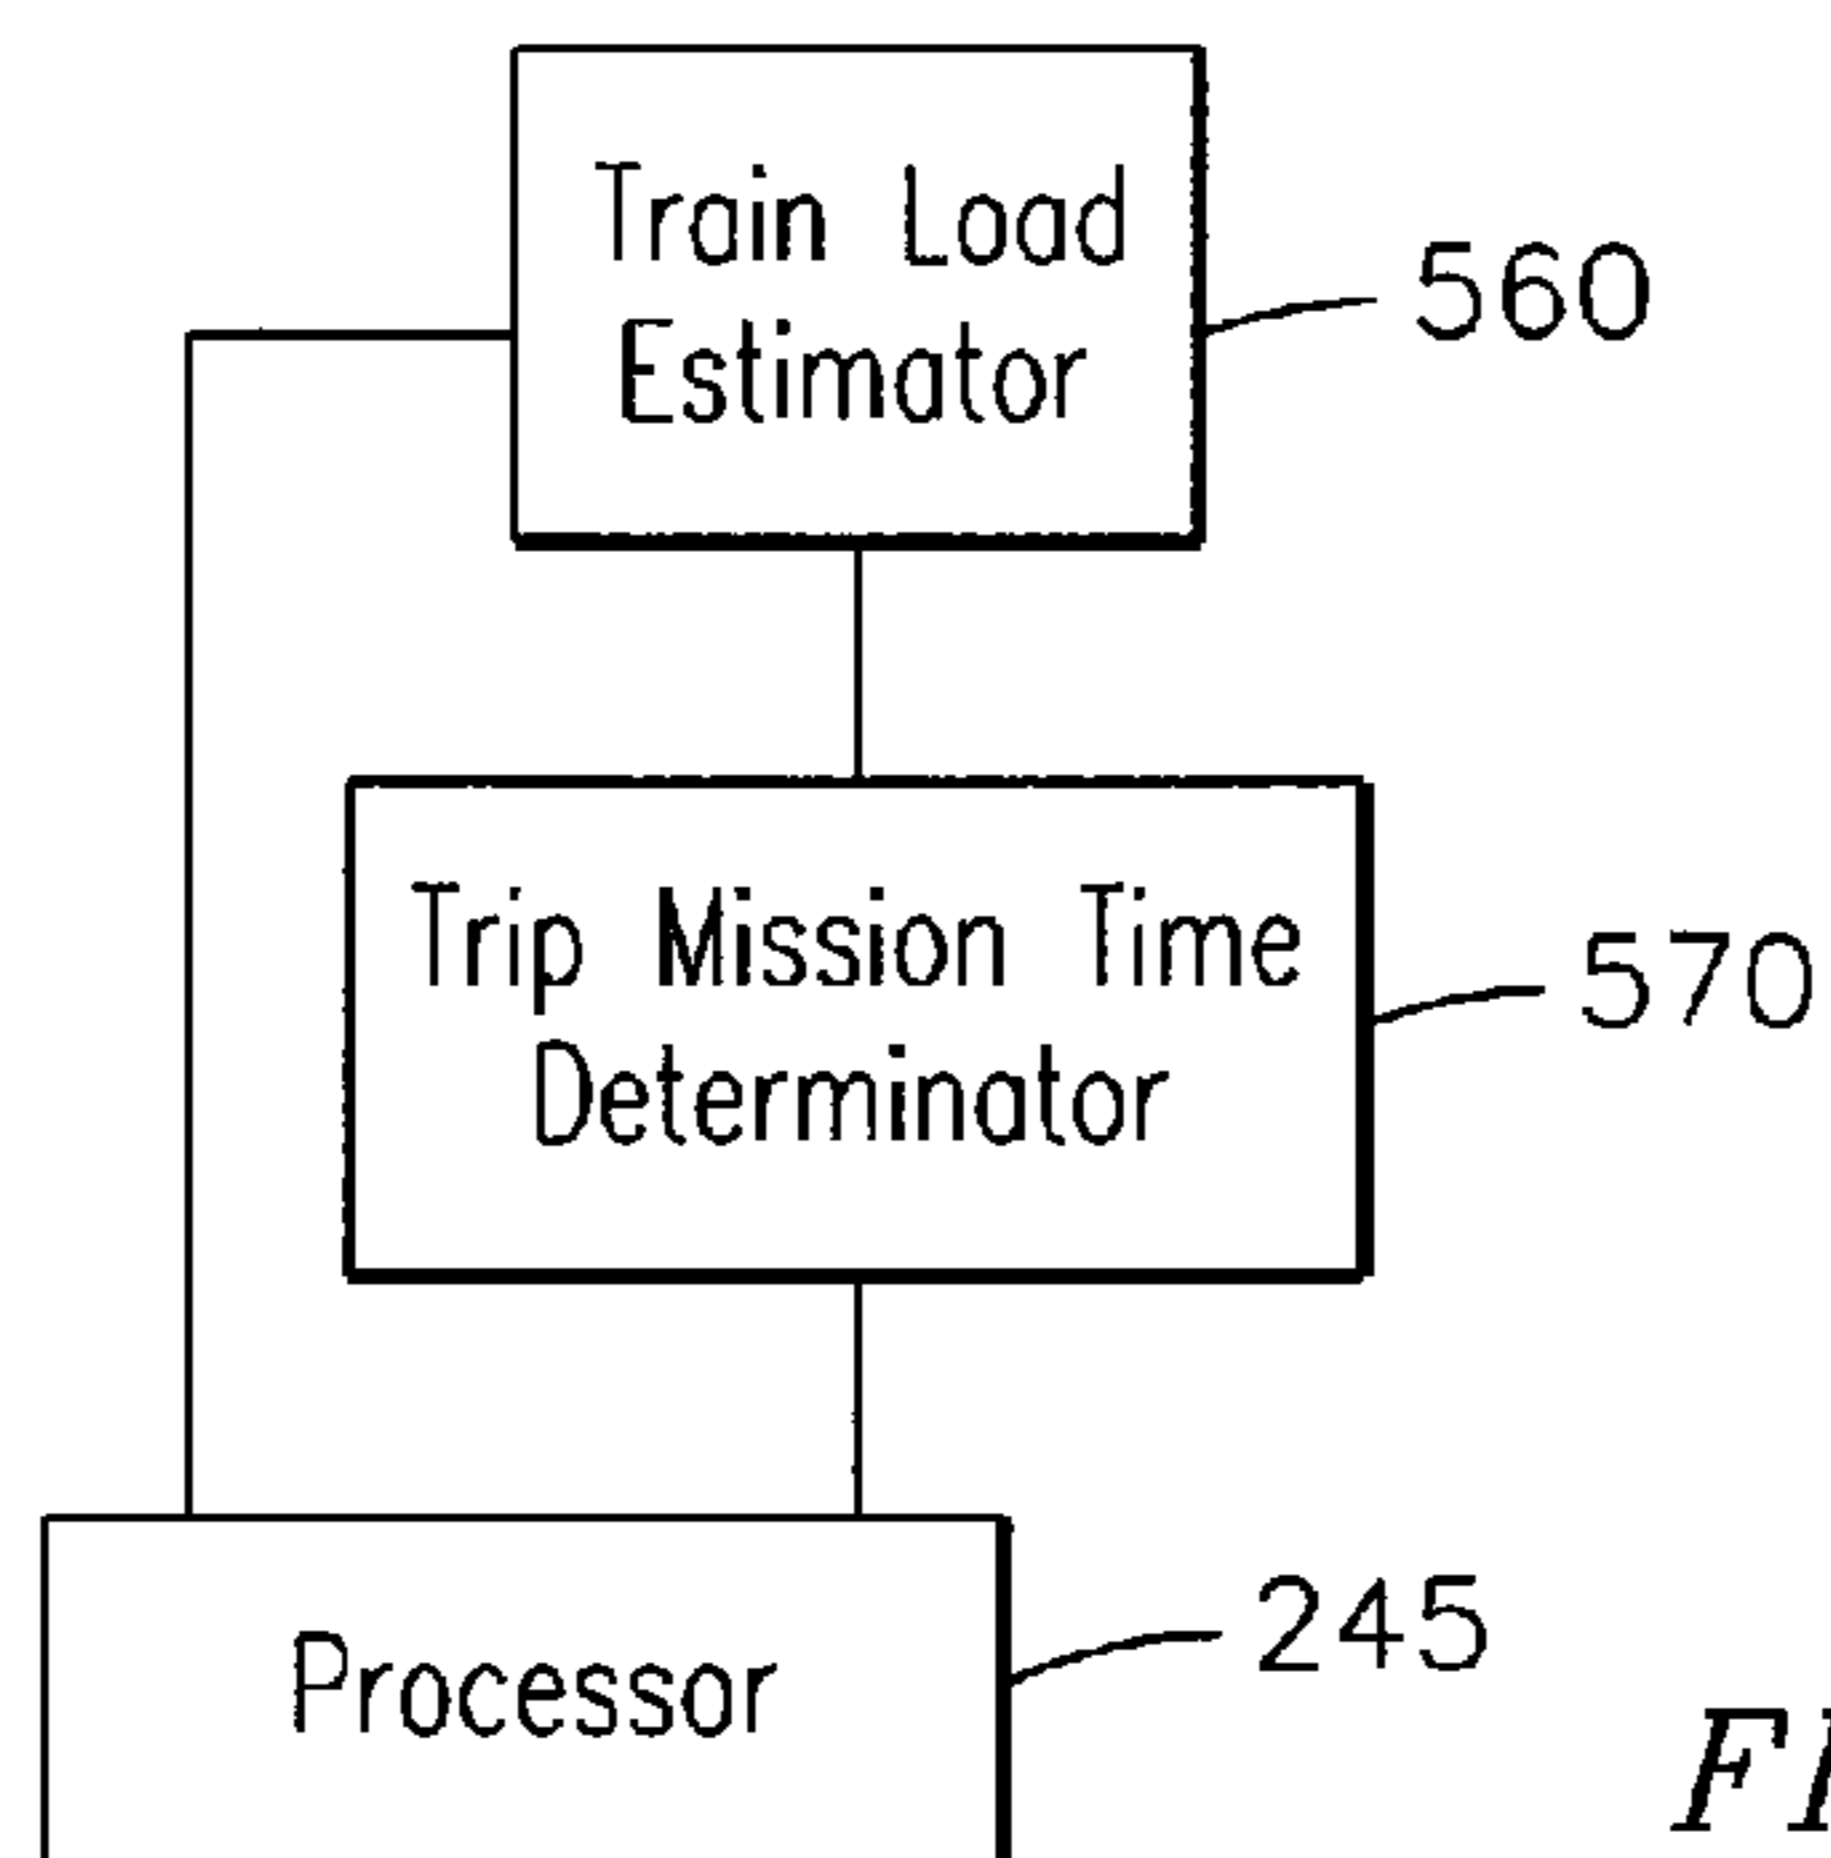 Train Load
Estimator
560
Trip Mission Time
Determinator
570
Processor
245